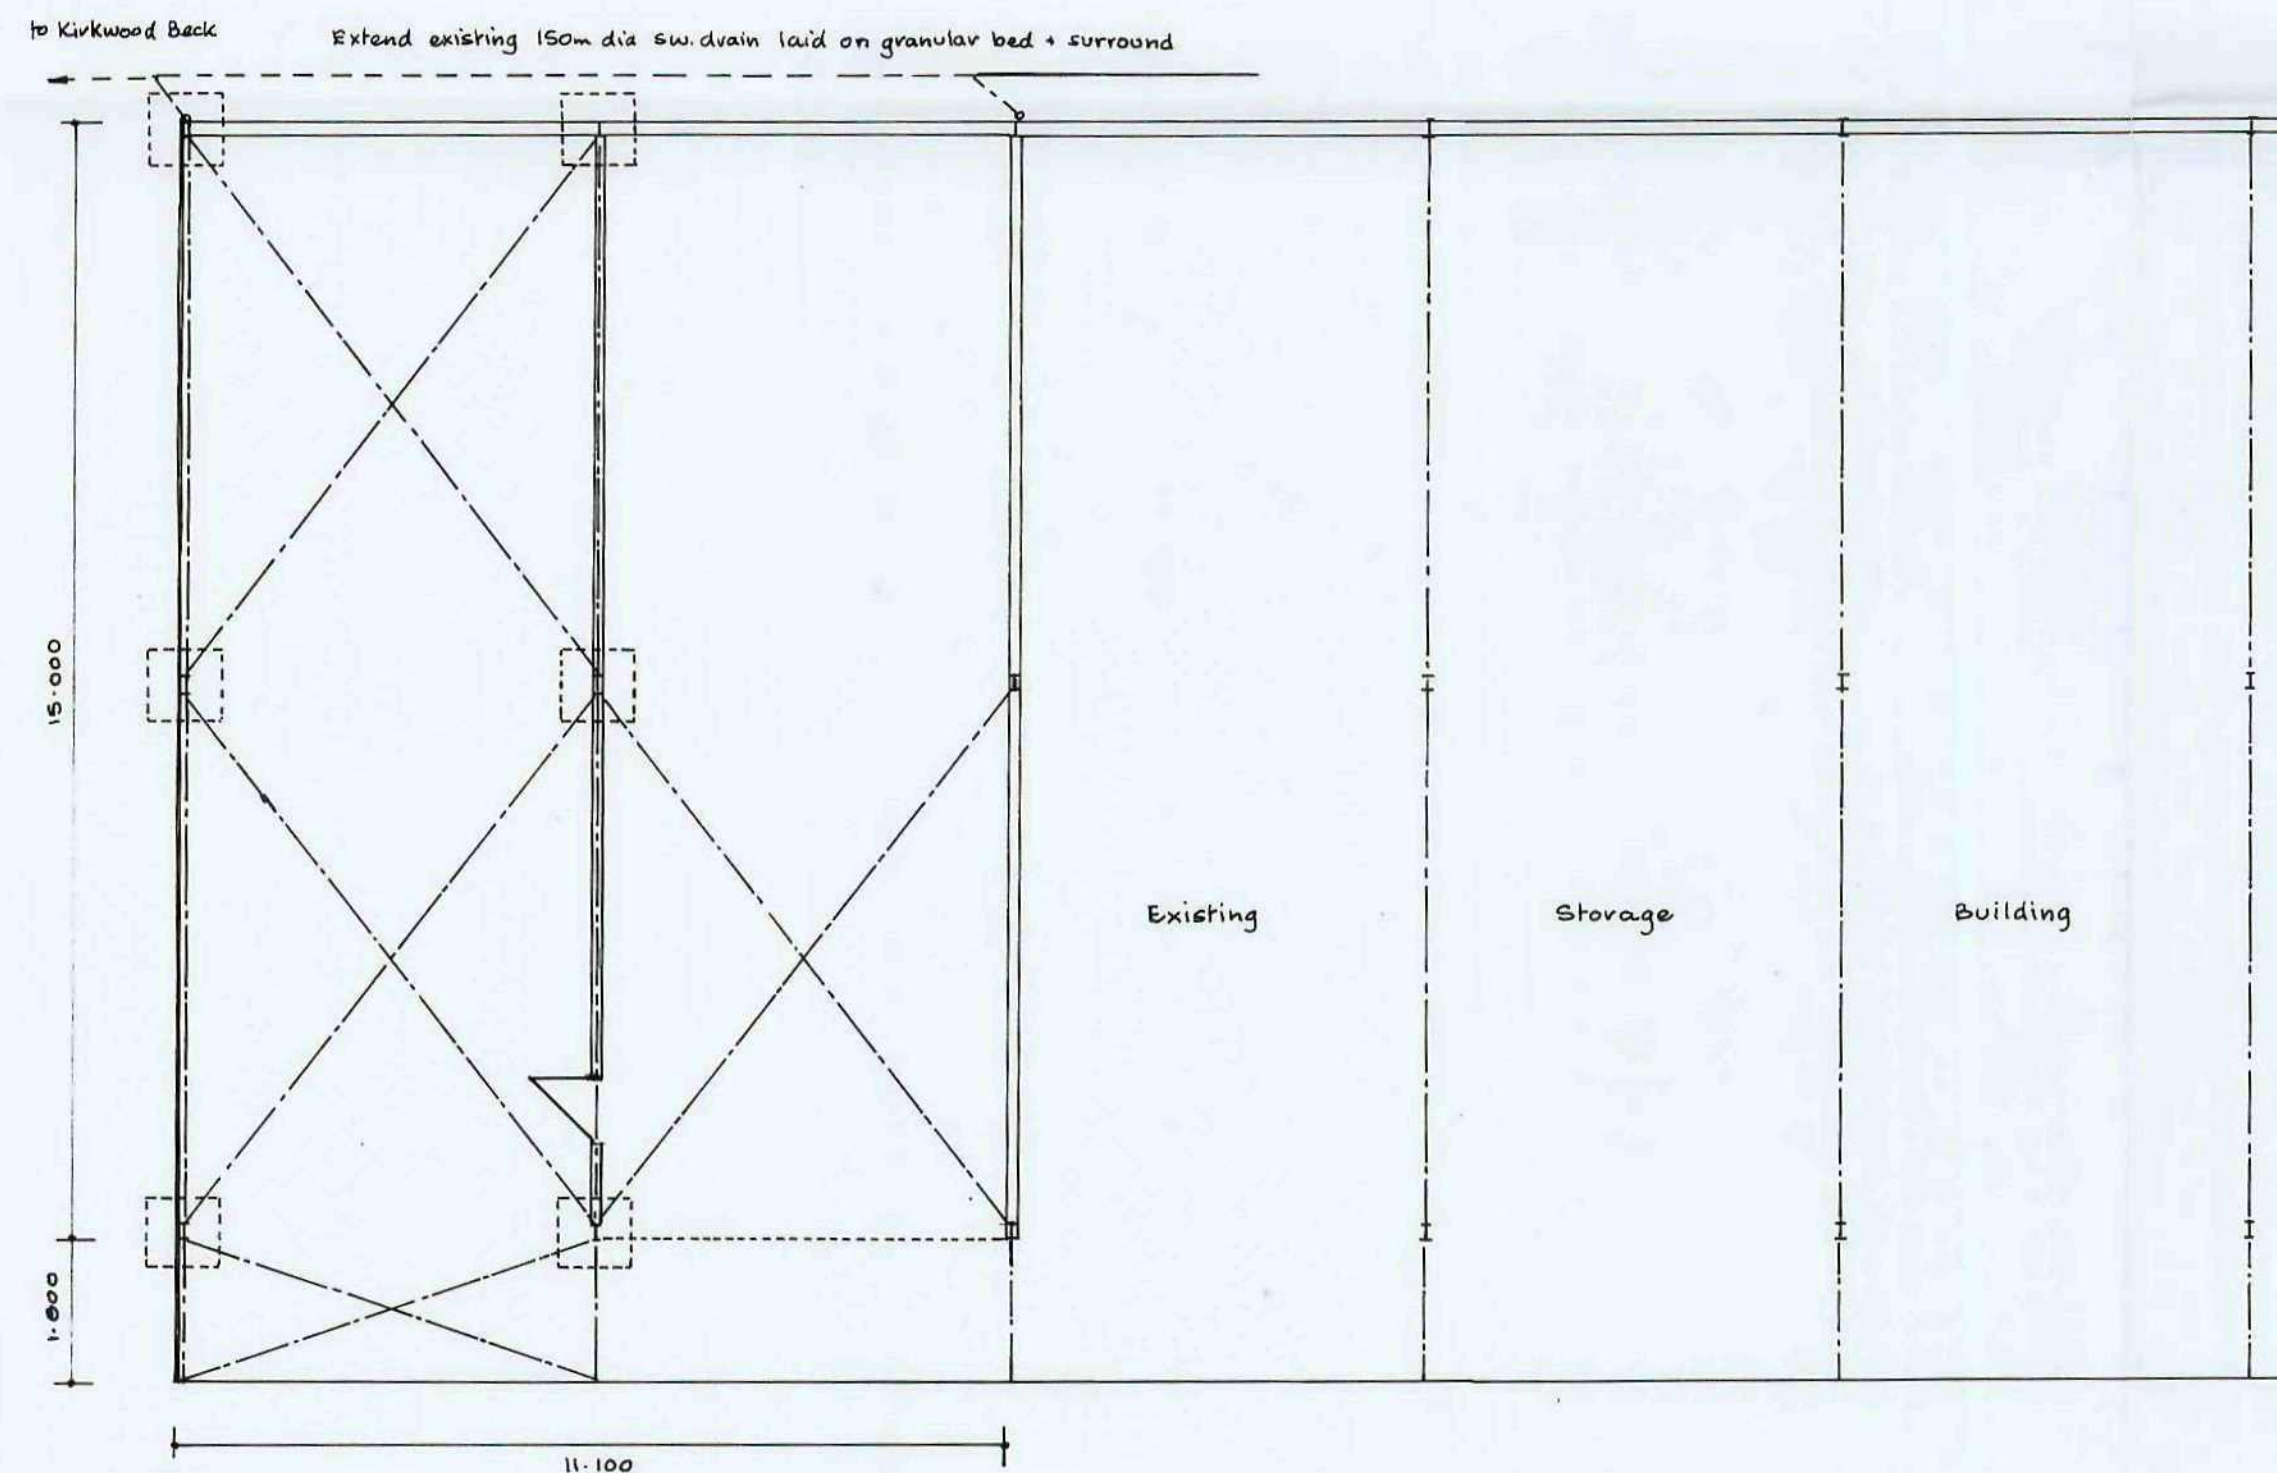 to Kirkwood Beck
Extend existing 150m dia sw. drain laid on granular bed + surround
15.000
Existing
Storage
Building
1.800
11.100